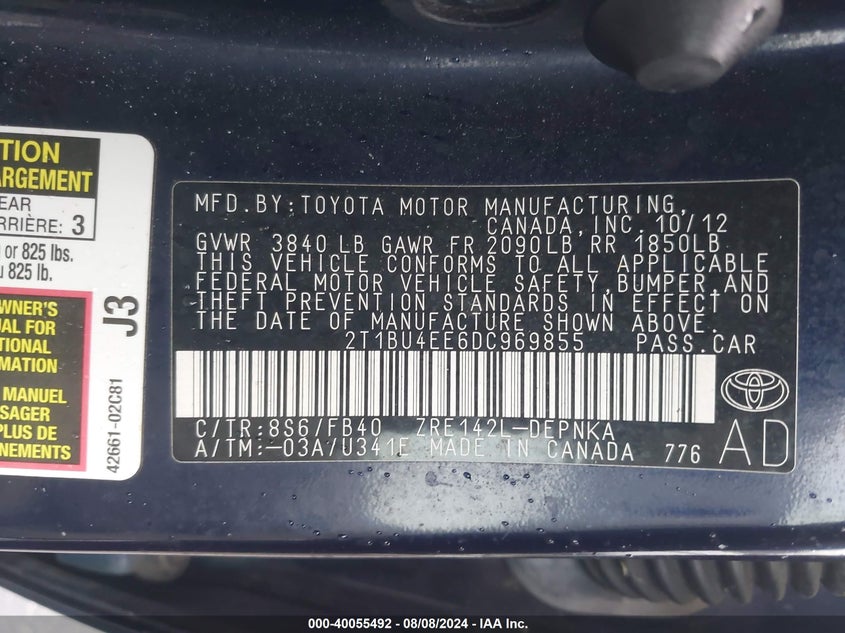 TION
ARGEMENT
EAR
RRIÈRE: 3
or 825 lbs.
825 lb.
WNER'S
UAL FOR
TIONAL
RMATION
MANUEL
SAGER
PLUS DE
NEMENTS
J3
42661-02C81
MFD.BY:TOYOTA MOTOR MANUFACTURING,
CANADA,INC.10/12
GVWR 3840 LB GAWR FR 2090LB RR 1850LB
THIS VEHICLE CONFORMS TO ALL APPLICABLE
FEDERAL MOTOR VEHICLE SAFETY,BUMPER,AND
THEFT PREVENTION STANDARDS IN EFFECT ON
THE DATE OF MANUFACTURE SHOWN ABOVE.
2T1BU4EE6DC969855 PASS.CAR
C/TR:8S6/FB40 ZRE142L-DEPNKA
A/TM:-03A/U341E MADE IN CANADA 776
AD
000-40055492 - 08/08/2024 - IAA Inc.